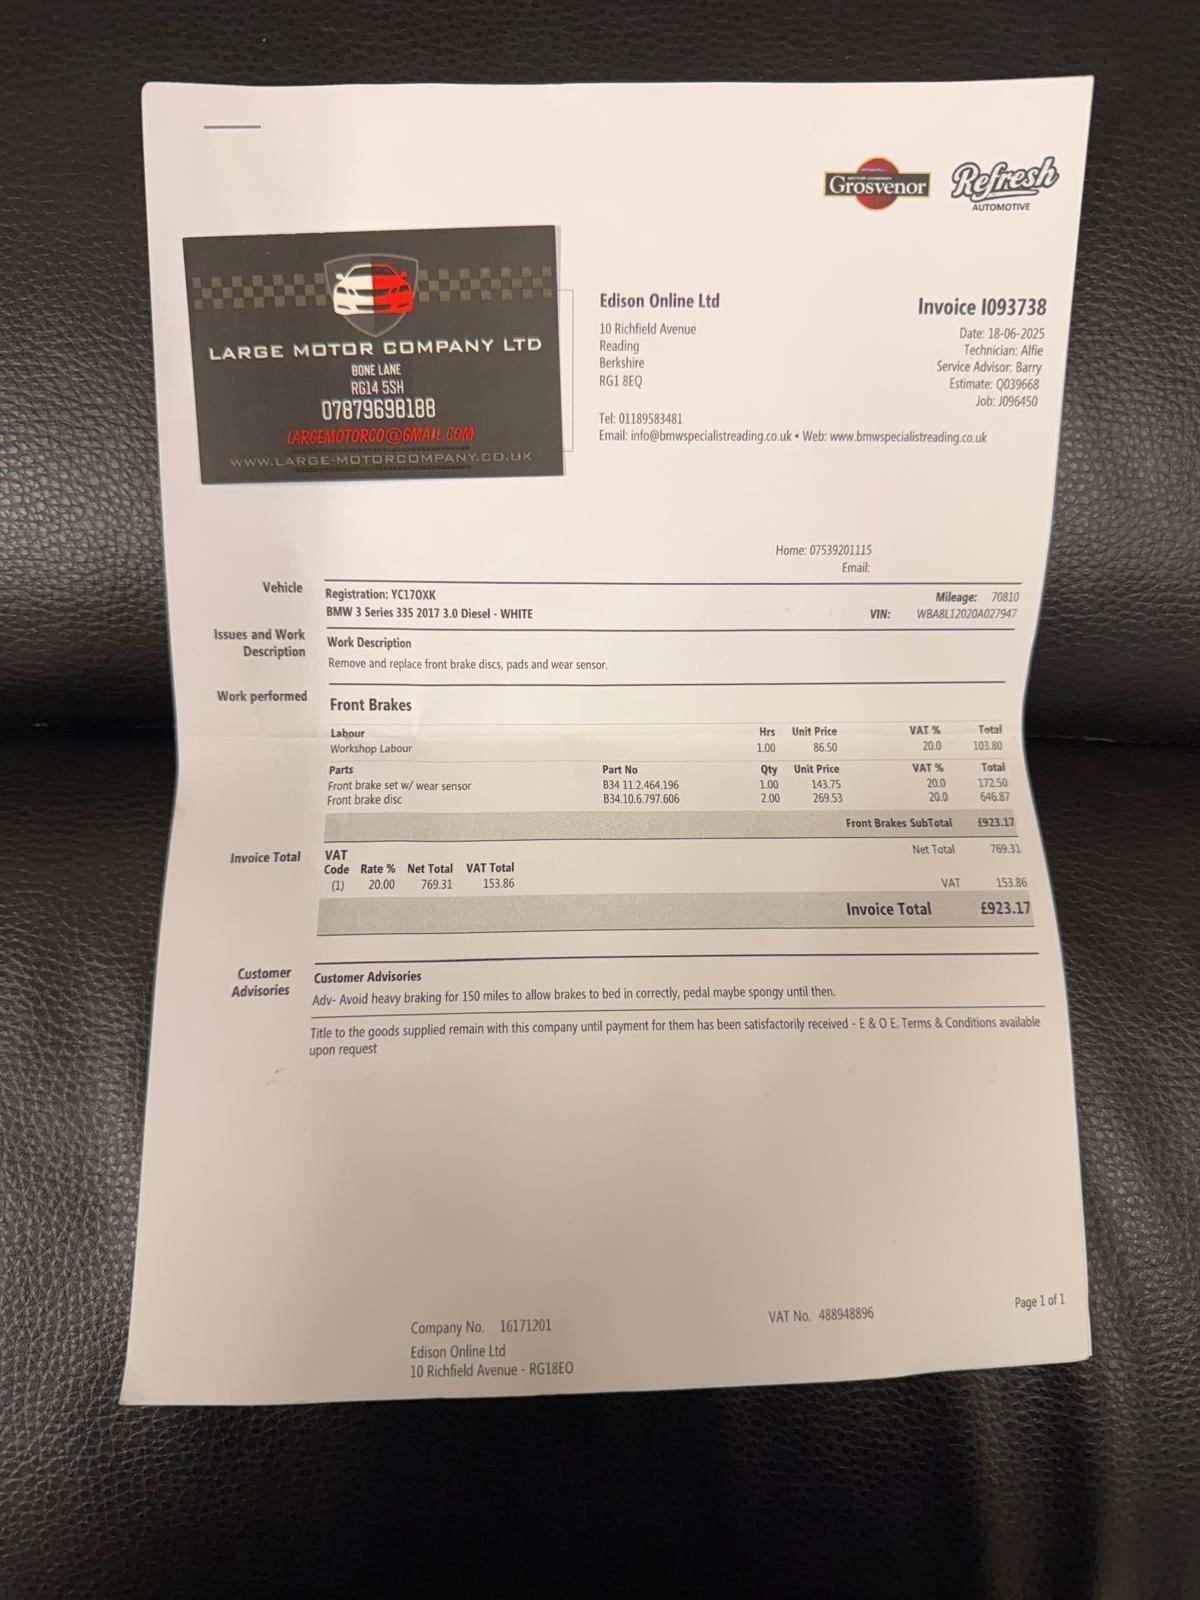 MOTOR COMPANY
Grosvenor
Refresh
AUTOMOTIVE
LARGE MOTOR COMPANY LTD
BONE LANE
RG14 5SH
07879698188
LARGEMOTORCO@GMAIL.COM
WWW.LARGE-MOTORCOMPANY.CO.UK
Edison Online Ltd
10 Richfield Avenue
Reading
Berkshire
RG1 8EQ
Tel: 01189583481
Email: info@bmwspecialistreading.co.uk • Web: www.bmwspecialistreading.co.uk
Invoice I093738
Date: 18-06-2025
Technician: Alfie
Service Advisor: Barry
Estimate: Q039668
Job: J096450
Home: 07539201115
Email:
Vehicle
Registration: YC17OXK
Mileage: 70810
BMW 3 Series 335 2017 3.0 Diesel - WHITE
VIN: WBA8L12020A027947
Issues and Work
Description
Work Description
Remove and replace front brake discs, pads and wear sensor.
Work performed
Front Brakes
Labour Hrs Unit Price VAT % Total
Workshop Labour 1.00 86.50 20.0 103.80
Parts Part No Qty Unit Price VAT % Total
Front brake set w/ wear sensor B34 11.2.464.196 1.00 143.75 20.0 172.50
Front brake disc B34.10.6.797.606 2.00 269.53 20.0 646.87
Front Brakes SubTotal £923.17
Invoice Total
VAT
Code Rate % Net Total VAT Total
(1) 20.00 769.31 153.86
Net Total 769.31
VAT 153.86
Invoice Total £923.17
Customer
Advisories
Customer Advisories
Adv- Avoid heavy braking for 150 miles to allow brakes to bed in correctly, pedal maybe spongy until then.
Title to the goods supplied remain with this company until payment for them has been satisfactorily received - E & O E. Terms & Conditions available
upon request
Company No. 16171201
Edison Online Ltd
10 Richfield Avenue - RG18EO
VAT No. 488948896
Page 1 of 1